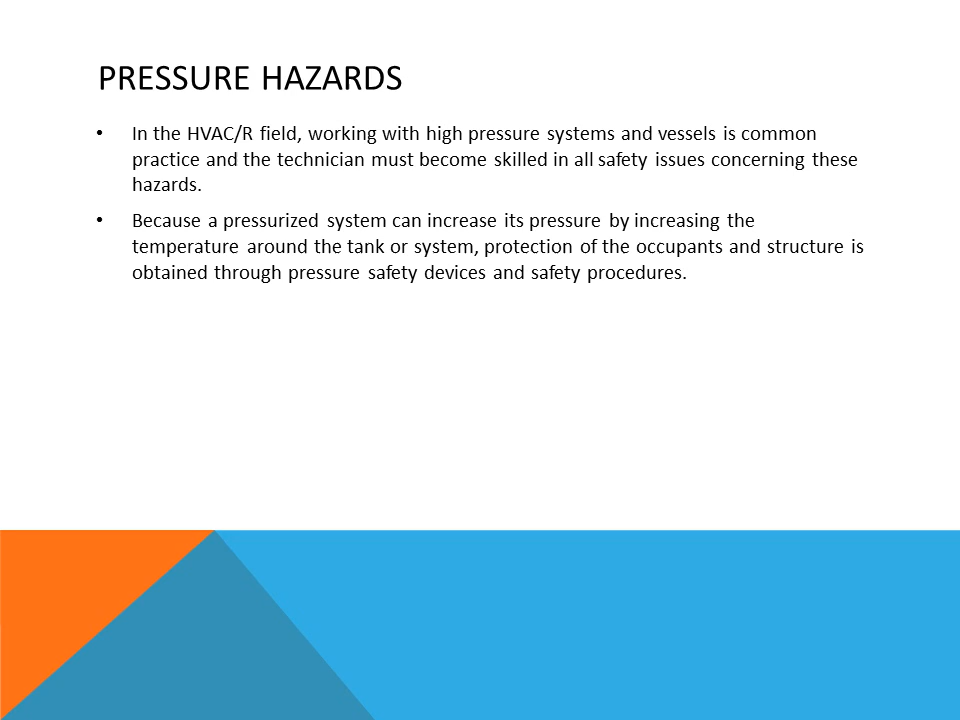 PRESSURE HAZARDS
• In the HVAC/R field, working with high pressure systems and vessels is common
practice and the technician must become skilled in all safety issues concerning these
hazards.
• Because a pressurized system can increase its pressure by increasing the
temperature around the tank or system, protection of the occupants and structure is
obtained through pressure safety devices and safety procedures.